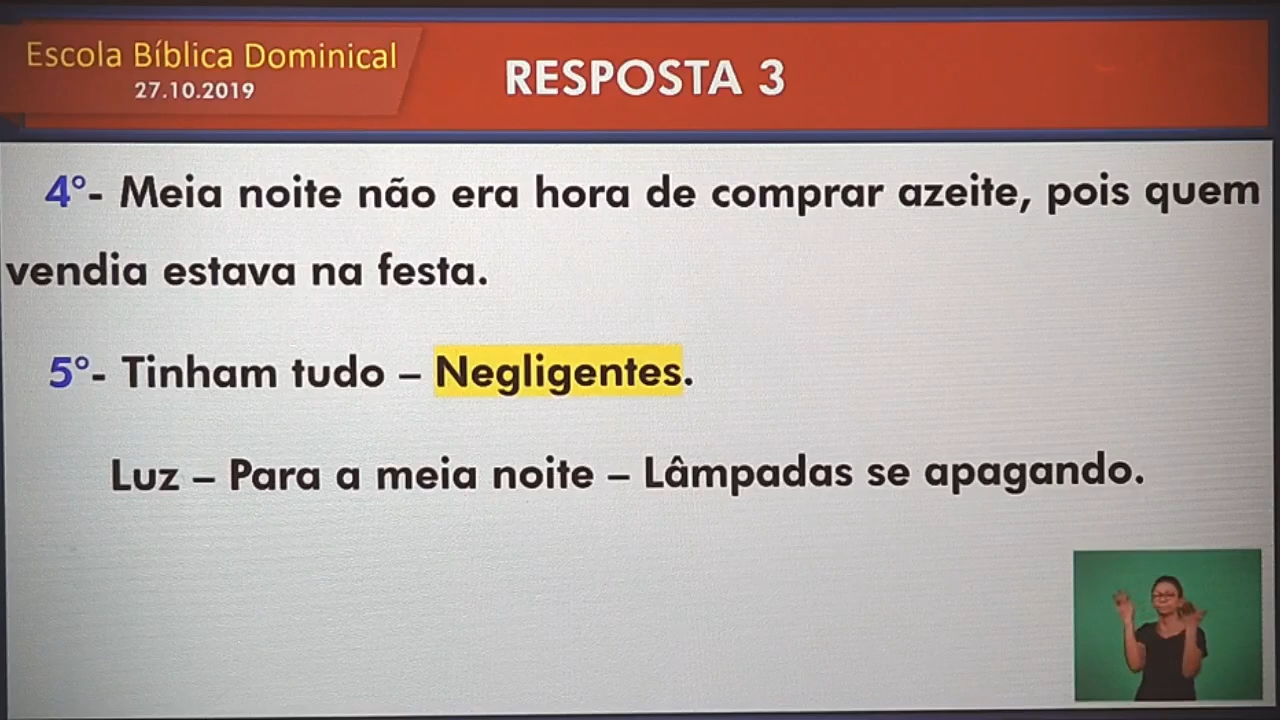 Escola Bíblica Dominical
27.10.2019
RESPOSTA 3
4°- Meia noite não era hora de comprar azeite, pois quem
vendia estava na festa.
5°- Tinham tudo – Negligentes.
Luz – Para a meia noite – Lâmpadas se apagando.